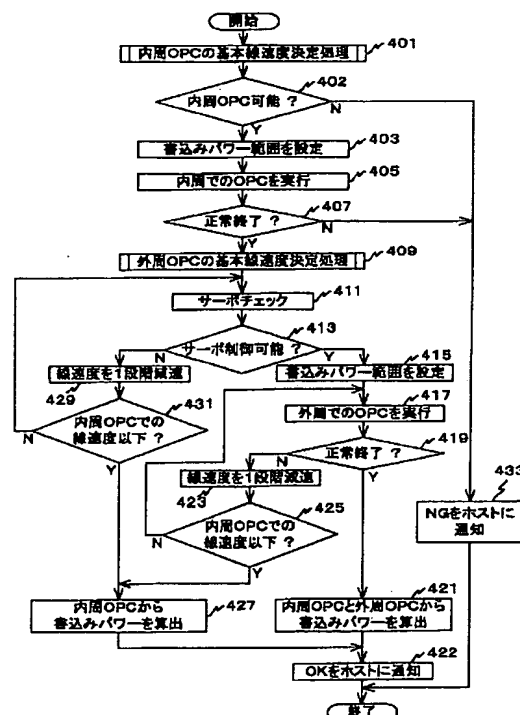 開始
内周OPCの基本線速度決定処理
401
402
内周OPC可能 ?
N
Y
403
書込みパワー範囲を設定
405
内周でのOPCを実行
407
正常終了 ?
N
Y
409
外周OPCの基本線速度決定処理
サーボチェック
411
413
サーボ制御可能 ?
N
Y
415
線速度を1段階減速
書込みパワー範囲を設定
429
417
431
外周でのOPCを実行
内周OPCでの
線速度以下 ?
419
N
正常終了 ?
N
433
線速度を1段階減速
Y
Y
423
425
NGをホストに
通知
内周OPCでの
線速度以下 ?
N
Y
421
内周OPCから
書込みパワーを算出
427
内周OPCと外周OPCから
書込みパワーを算出
422
OKをホストに通知
終了